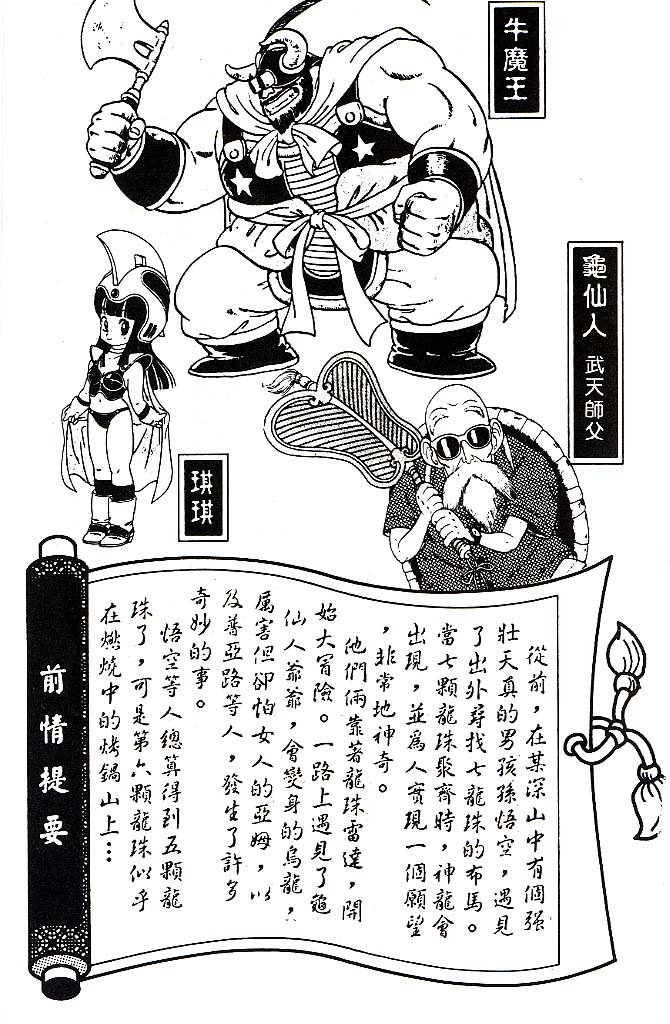 牛魔王
龜仙人 武天師父
琪琪
前情提要
從前，在某深山中有個强
壯天真的男孩孫悟空，遇見
了出外尋找七龍珠的布馬。
當七顆龍珠聚齊時，神龍會
出現，並爲人實現一個願望
，非常地神奇。
他們倆靠著龍珠雷達，開
始大冒險。一路上遇見了龜
仙人爺爺，會變身的烏龍，
厲害但卻怕女人的亞姆，以
及普亞路等人，發生了許多
奇妙的事。
悟空等人總算得到五顆龍
珠了，可是第六顆龍珠似乎
在燃燒中的烤鍋山上…